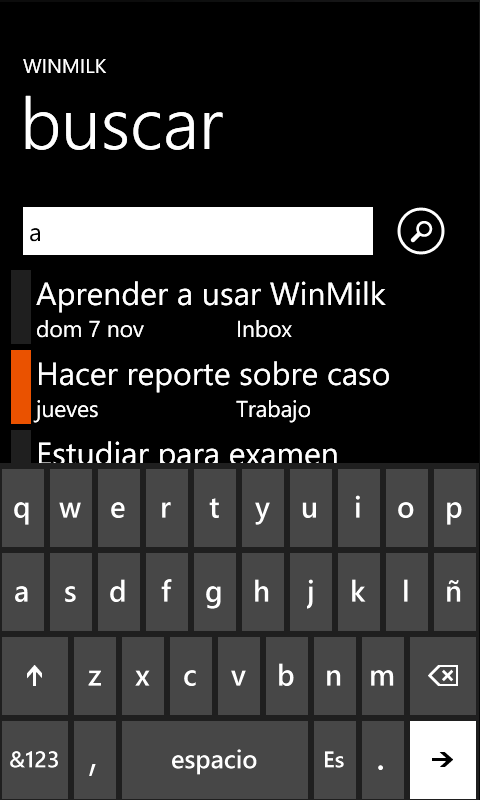 WINMILK
buscar
a
Aprender a usar WinMilk
dom 7 nov Inbox
Hacer reporte sobre caso
jueves Trabajo
Estudiar para examen
q w e r t y u i o p
a s d f g h j k l ñ
z x c v b n m
&123 , espacio Es .